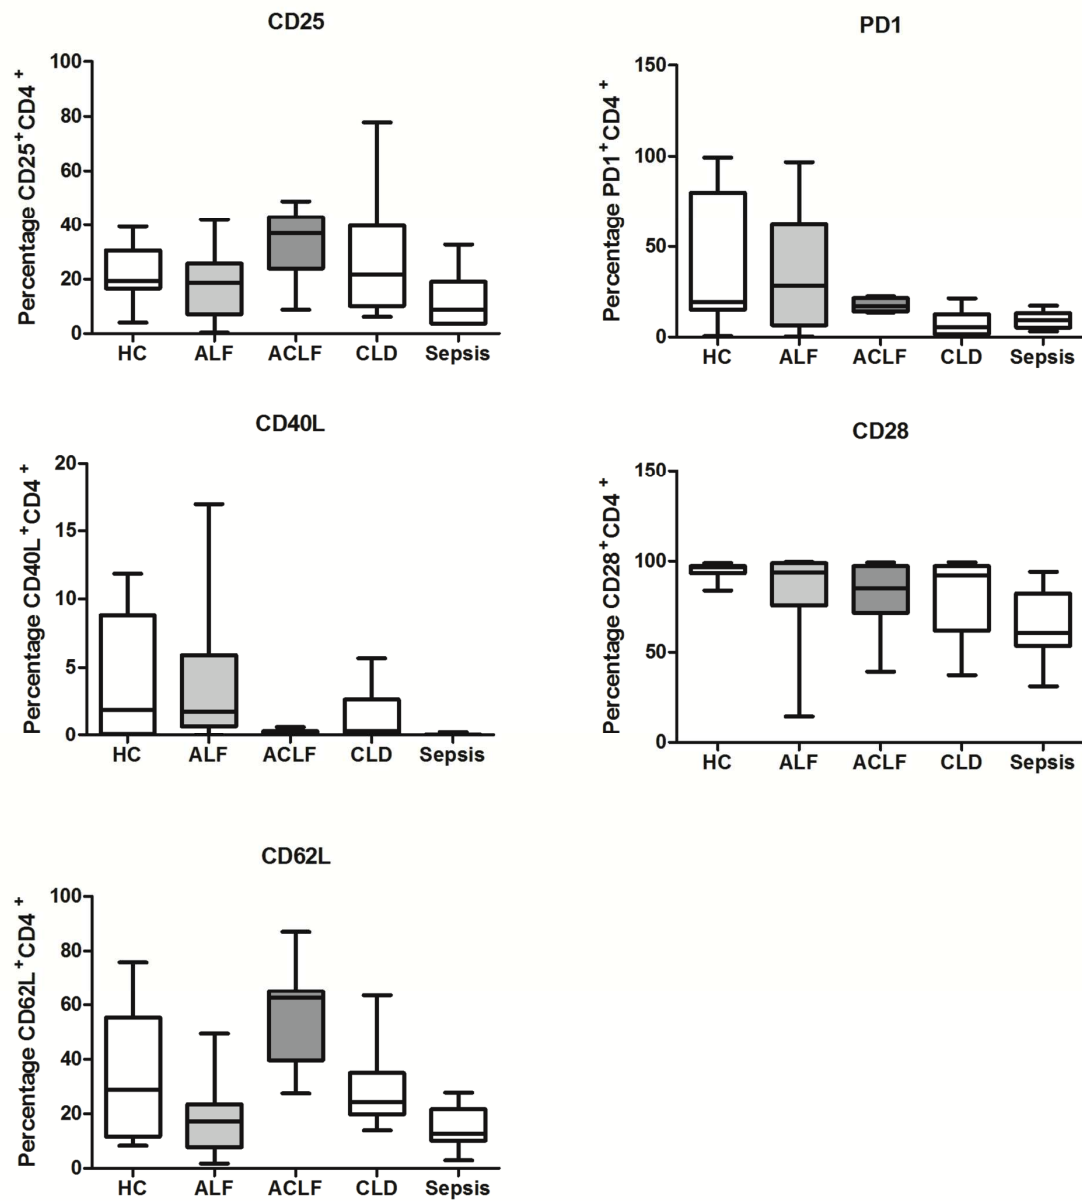 CD25
Percentage CD25+CD4 +
100
80
60
40
20
0
HC ALF ACLF CLD Sepsis
PD1
Percentage PD1+CD4 +
150
100
50
0
HC ALF ACLF CLD Sepsis
CD40L
Percentage CD40L+CD4 +
20
15
10
5
0
HC ALF ACLF CLD Sepsis
CD28
Percentage CD28+CD4 +
150
100
50
0
HC ALF ACLF CLD Sepsis
CD62L
Percentage CD62L+CD4 +
100
80
60
40
20
0
HC ALF ACLF CLD Sepsis